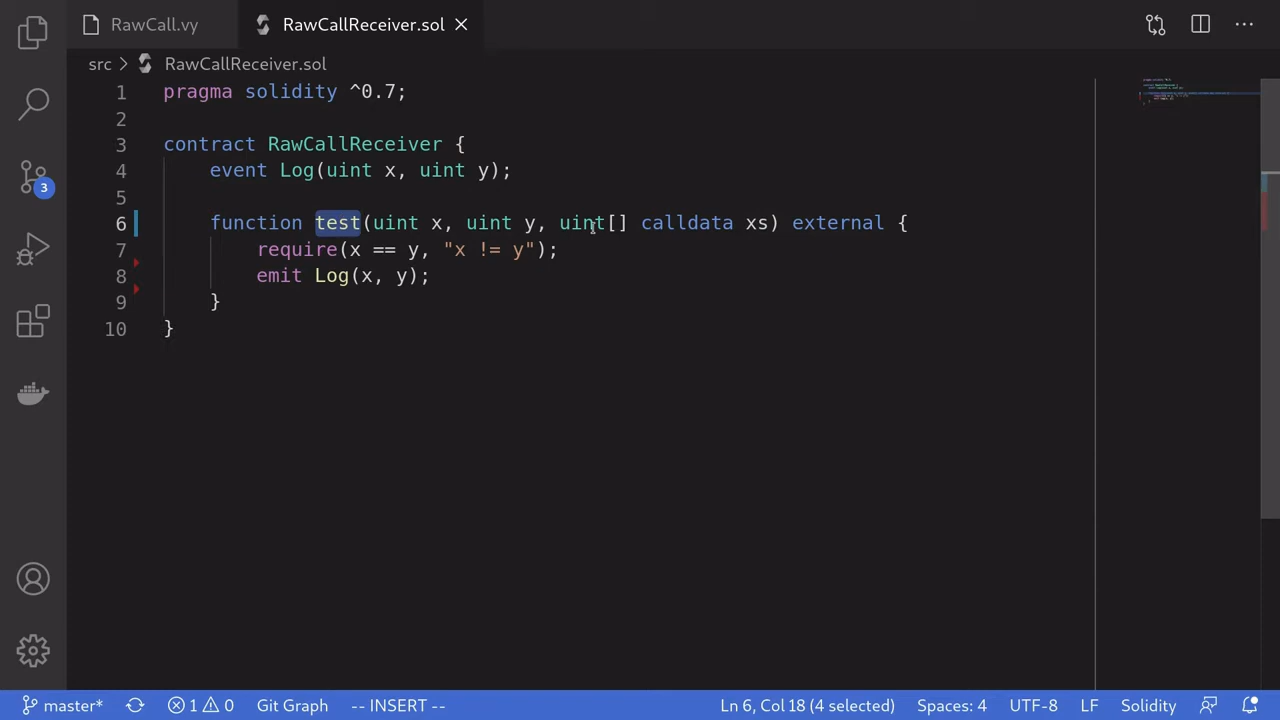 RawCall.vy RawCallReceiver.sol
src > RawCallReceiver.sol
1 pragma solidity ^0.7;
2
3 contract RawCallReceiver {
4 event Log(uint x, uint y);
5
6 function test(uint x, uint y, uint[] calldata xs) external {
7 require(x == y, "x != y");
8 emit Log(x, y);
9 }
10 }
3
master* 1 0 Git Graph -- INSERT -- Ln 6, Col 18 (4 selected) Spaces: 4 UTF-8 LF Solidity